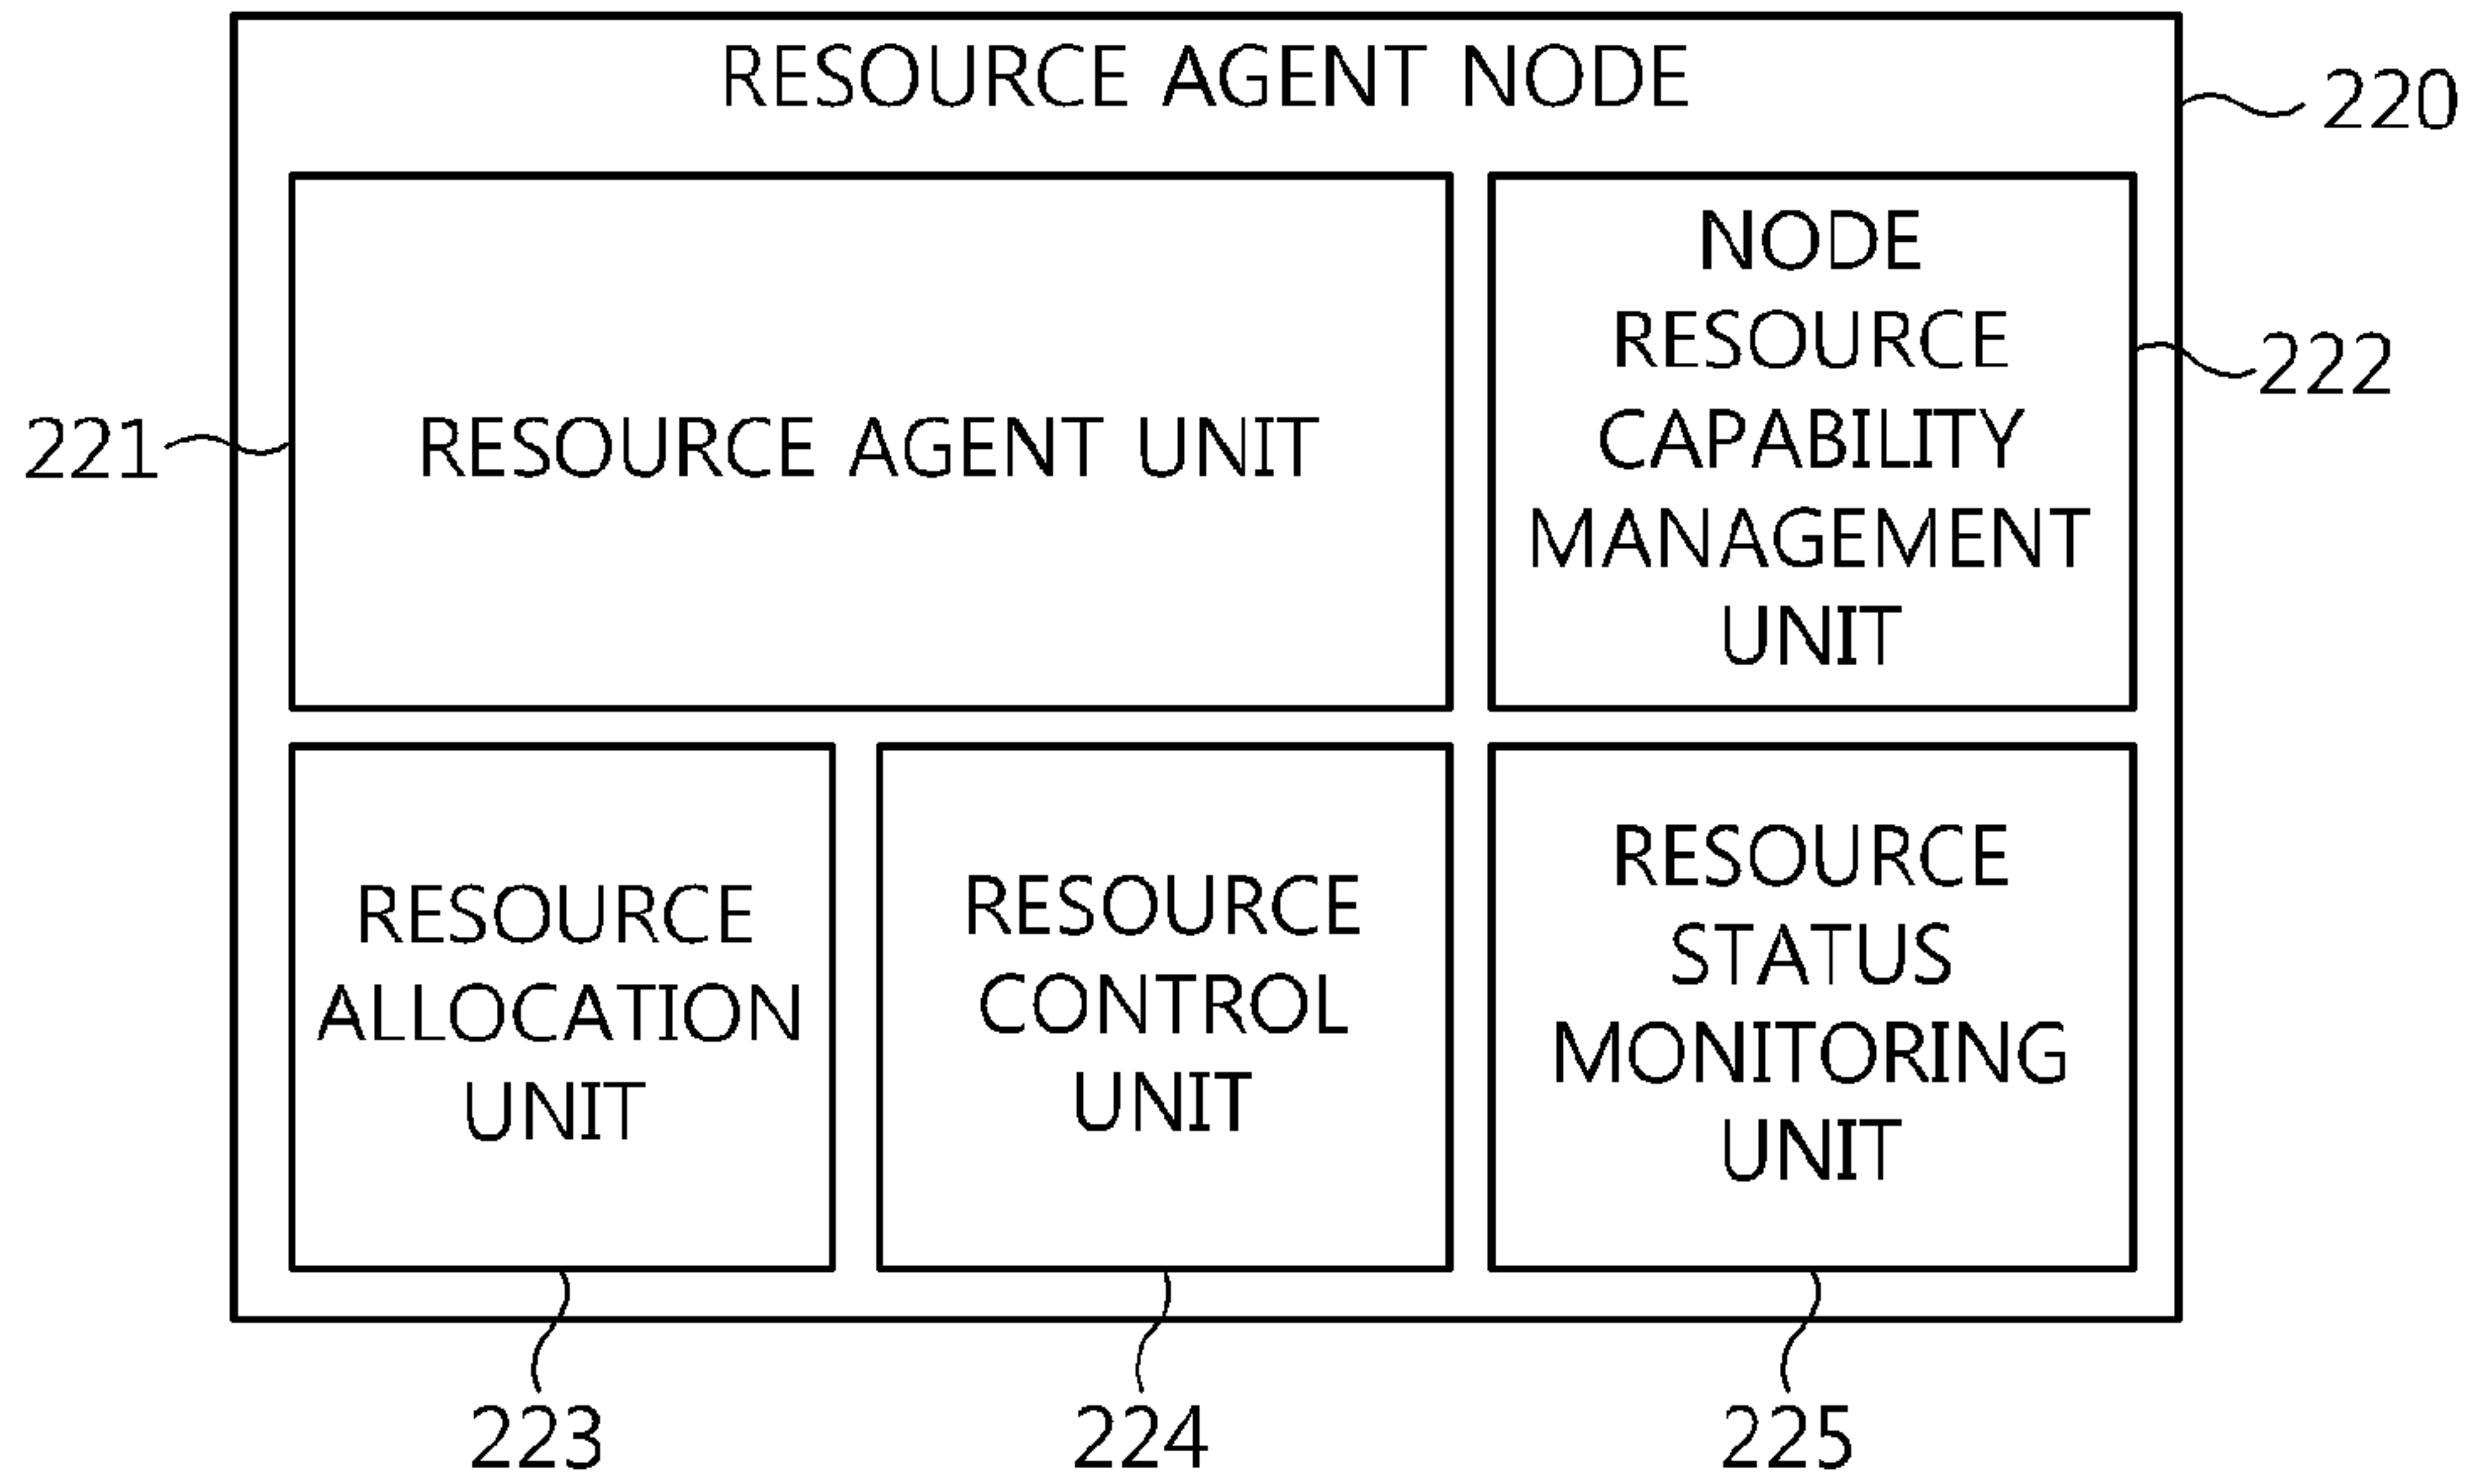 RESOURCE AGENT NODE
220
RESOURCE AGENT UNIT
221
NODE
RESOURCE
CAPABILITY
MANAGEMENT
UNIT
222
RESOURCE
ALLOCATION
UNIT
223
RESOURCE
CONTROL
UNIT
224
RESOURCE
STATUS
MONITORING
UNIT
225